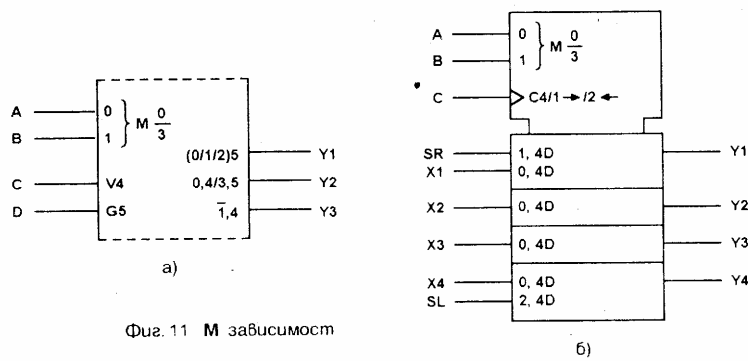 A 0
B 1 } M 0/3
(0/1/2)5 Y1
C V4 0,4/3,5 Y2
D G5 1̅,4 Y3
a)
Фиг. 11 М зависимост
A 0
B 1 } M 0/3
C C4/1 → /2 ←
SR 1, 4D Y1
X1 0, 4D
X2 0, 4D Y2
X3 0, 4D Y3
X4 0, 4D Y4
SL 2, 4D
б)